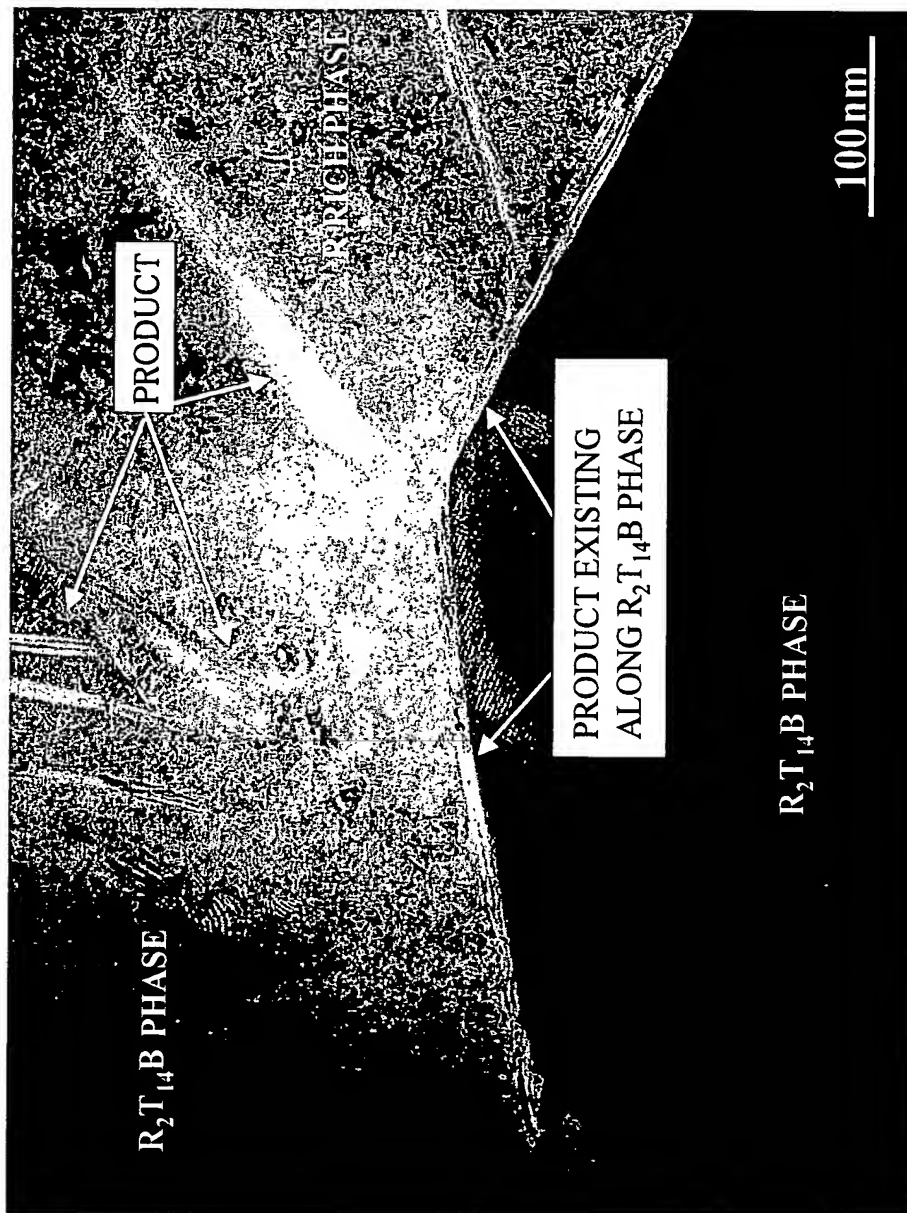 R₂T₁₄B PHASE
PRODUCT
R RICH PHASE
PRODUCT EXISTING
ALONG R₂T₁₄B PHASE
R₂T₁₄B PHASE
100nm